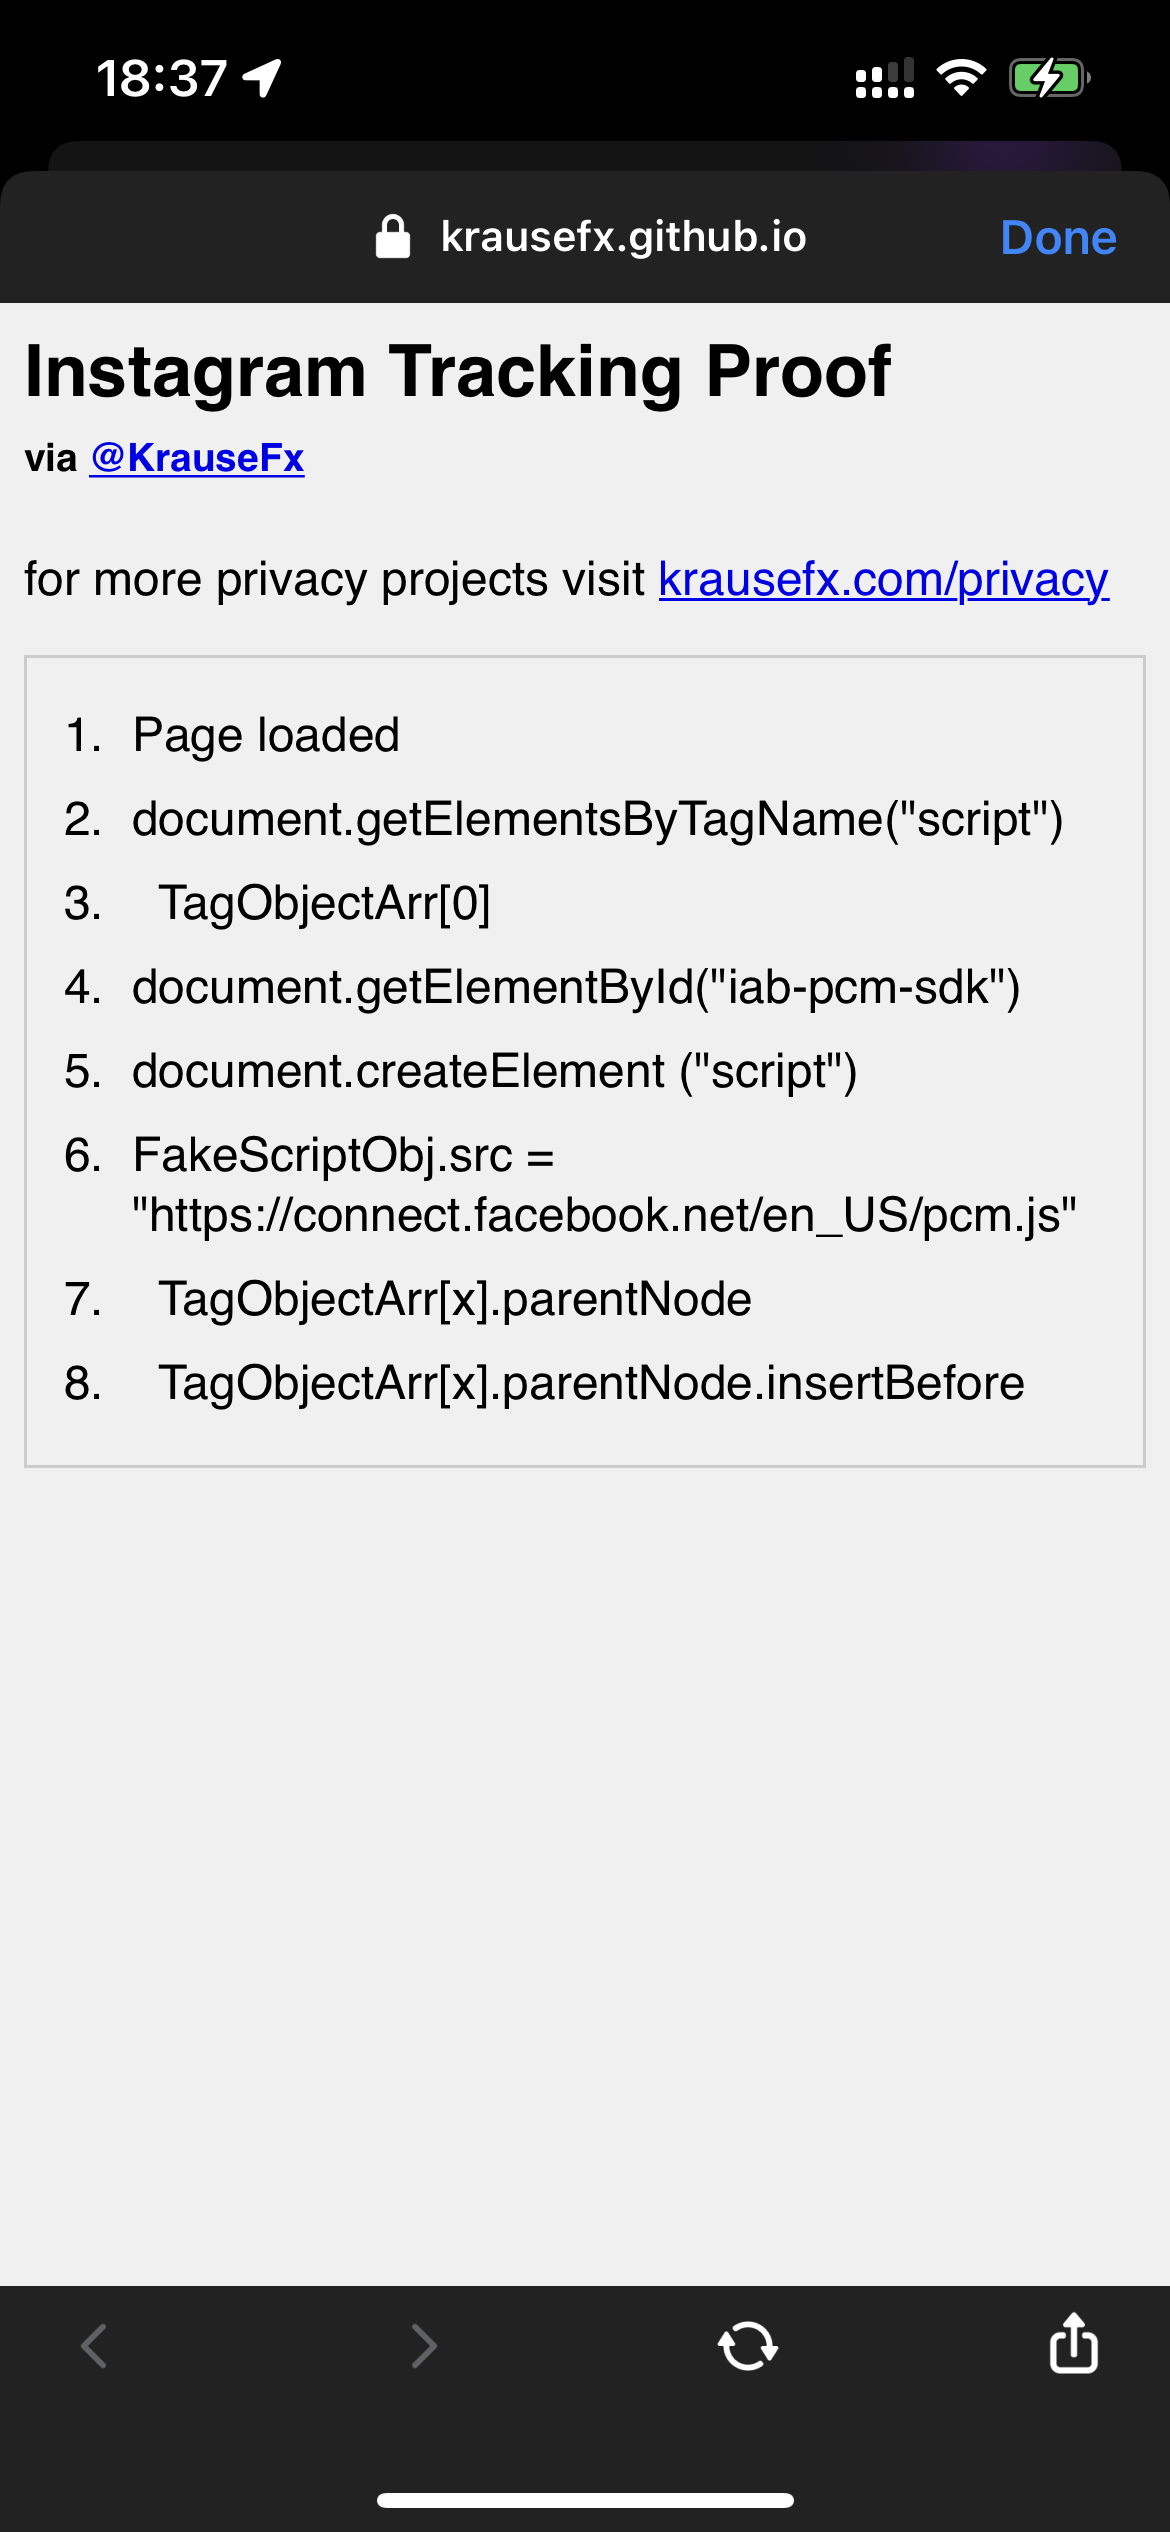 18:37
krausefx.github.io
Done
Instagram Tracking Proof
via @KrauseFx
for more privacy projects visit krausefx.com/privacy
1. Page loaded
2. document.getElementsByTagName("script")
3. TagObjectArr[0]
4. document.getElementById("iab-pcm-sdk")
5. document.createElement ("script")
6. FakeScriptObj.src =
"https://connect.facebook.net/en_US/pcm.js"
7. TagObjectArr[x].parentNode
8. TagObjectArr[x].parentNode.insertBefore